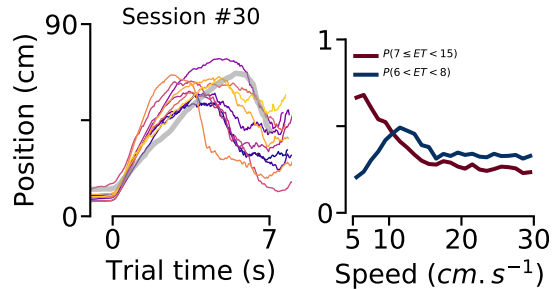 Session #30
90
0
Position (cm)
0 7
Trial time (s)
1
0
P(7 ≤ ET < 15)
P(6 < ET < 8)
5 10 20 30
Speed (cm.s⁻¹)